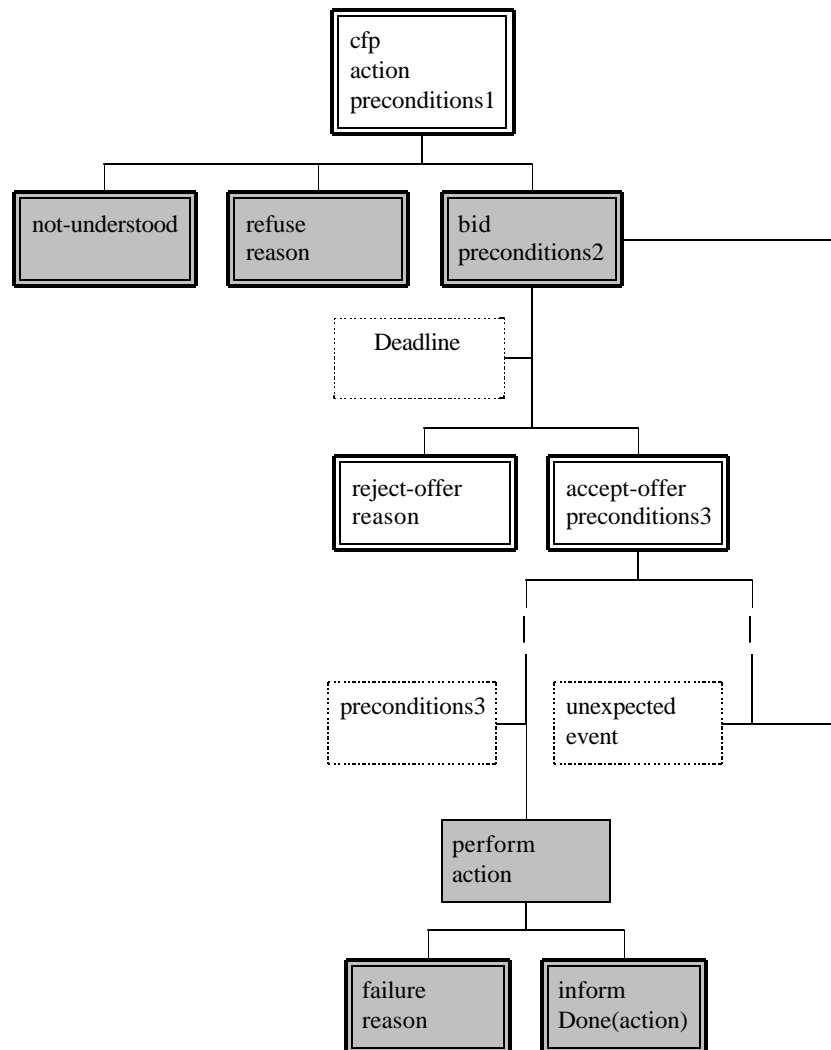 cfp
action
preconditions1
not-understood
refuse
reason
bid
preconditions2
Deadline
reject-offer
reason
accept-offer
preconditions3
preconditions3
unexpected
event
perform
action
failure
reason
inform
Done(action)